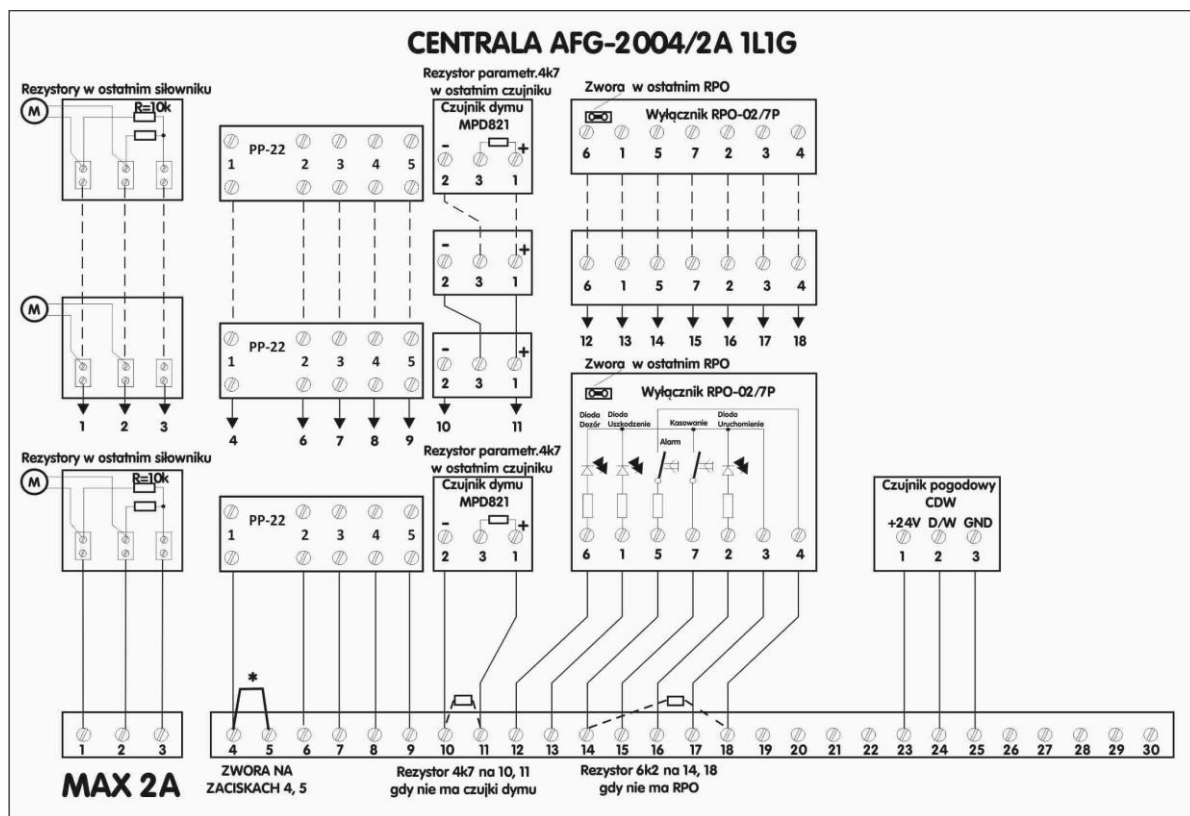 CENTRALA AFG-2004/2A 1L1G
Rezystory w ostatnim siłowniku
M
R=10k
PP-22
1 2 3 4 5
Rezystor parametr.4k7
w ostatnim czujniku
Czujnik dymu
MPD821
- +
2 3 1
Zwora w ostatnim RPO
Wyłącznik RPO-02/7P
6 1 5 7 2 3 4
- +
2 3 1
6 1 5 7 2 3 4
12 13 14 15 16 17 18
M
1 2 3
PP-22
1 2 3 4 5
4 6 7 8 9
- +
2 3 1
10 11
Zwora w ostatnim RPO
Wyłącznik RPO-02/7P
Dioda
Dozór
Dioda
Uszkodzenie
Alarm
Kasowanie
Dioda
Uruchomienie
6 1 5 7 2 3 4
Rezystory w ostatnim siłowniku
M
R=10k
PP-22
1 2 3 4 5
Rezystor parametr.4k7
w ostatnim czujniku
Czujnik dymu
MPD821
- +
2 3 1
Czujnik pogodowy
CDW
+24V D/W GND
1 2 3
*
1 2 3
4 5 6 7 8 9 10 11 12 13 14 15 16 17 18 19 20 21 22 23 24 25 26 27 28 29 30
MAX 2A
ZWORA NA
ZACISKACH 4, 5
Rezystor 4k7 na 10, 11
gdy nie ma czujki dymu
Rezystor 6k2 na 14, 18
gdy nie ma RPO